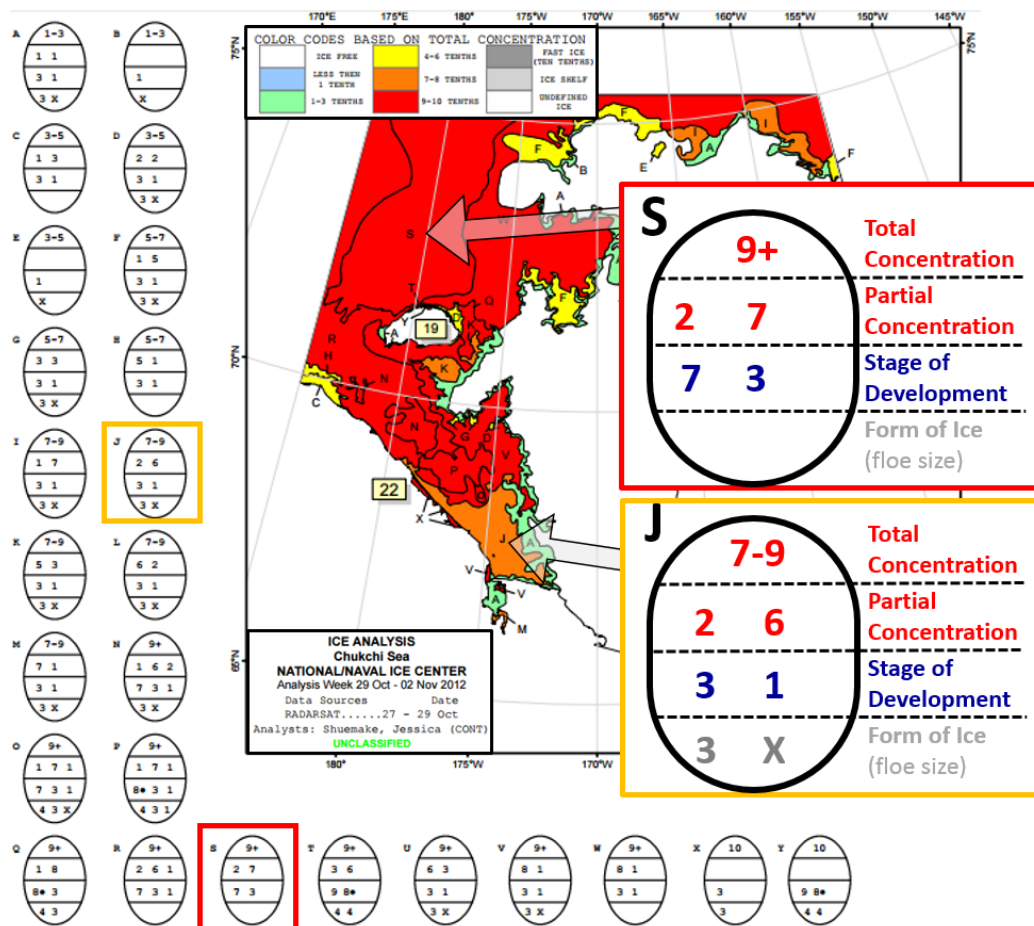 170°E 175°E 180° 175°W 170°W 165°W 160°W 155°W 150°W
75°N
75°N
COLOR CODES BASED ON TOTAL CONCENTRATION
ICE FREE
LESS THEN
1 TENTH
1-3 TENTHS
4-6 TENTHS
7-8 TENTHS
9-10 TENTHS
FAST ICE
(TEN TENTHS)
ICE SHELF
UNDEFINED
ICE
A 1-3
1 1
3 1
3 X
B 1-3
1
X
C 3-5
1 3
3 1
D 3-5
2 2
3 1
3 X
E 3-5
1
X
F 5-7
1 5
3 1
3 X
G 5-7
3 3
3 1
3 X
H 5-7
5 1
3 1
I 7-9
1 7
3 1
3 X
J 7-9
2 6
3 1
3 X
K 7-9
5 3
3 1
3 X
L 7-9
6 2
3 1
3 X
M 7-9
7 1
3 1
3 X
N 9+
1 6 2
7 3 1
3 X
O 9+
1 7 1
7 3 1
4 3 X
P 9+
1 7 1
8• 3 1
4 3 1
Q 9+
1 8
8• 3
4 3
R 9+
2 6 1
7 3 1
S 9+
2 7
7 3
T 9+
3 6
9 8•
4 4
U 9+
6 3
3 1
3 X
V 9+
8 1
3 1
3 X
W 9+
8 1
3 1
X 10
3
3
Y 10
9 8•
4 4
F
F
I
I
A
B
E
F
A
S
T
Q
Y
D
A
19
K
F
R
H
K
G
N
C
N
G
D
P
V
22
X
J
A
V
V
A
M
70°N
65°N
S
9+
Total
Concentration
2 7
Partial
Concentration
7 3
Stage of
Development
Form of Ice
(floe size)
J
7-9
Total
Concentration
2 6
Partial
Concentration
3 1
Stage of
Development
3 X
Form of Ice
(floe size)
ICE ANALYSIS
Chukchi Sea
NATIONAL/NAVAL ICE CENTER
Analysis Week 29 Oct - 02 Nov 2012
Data Sources Date
RADARSAT......27 - 29 Oct
Analysts: Shuemake, Jessica (CONT)
UNCLASSIFIED
180° 175°W 170°W